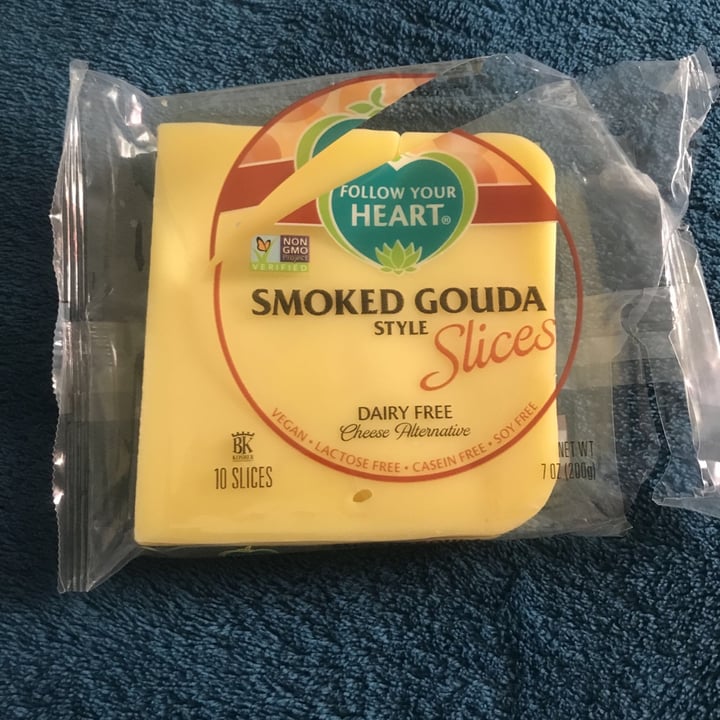 FOLLOW YOUR
HEART®
NON
GMO
Project
VERIFIED
SMOKED GOUDA
STYLE
Slices
DAIRY FREE
Cheese Alternative
VEGAN • LACTOSE FREE • CASEIN FREE • SOY FREE
BK
KOSHER
10 SLICES
NET WT
7 OZ (200g)